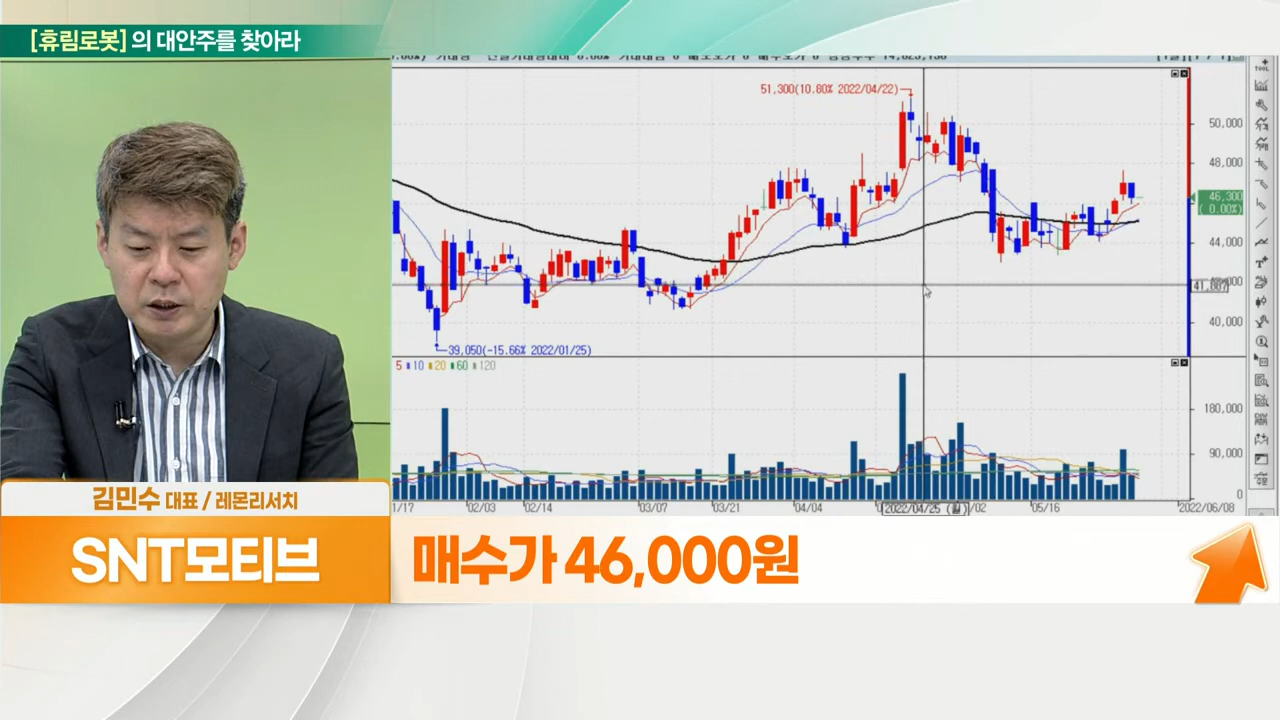 [휴림로봇] 의 대안주를 찾아라
51,300(10.80% 2022/04/22)
50,000
48,000
46,300
( 0.00%)
44,000
40,000
39,050(-15.66% 2022/01/25)
5 10 20 60 120
180,000
90,000
0
1/17 02/03 02/14 03/07 03/21 04/04 2022/04/25 (월) /02 05/16 2022/06/08
김민수 대표 / 레몬리서치
SNT모티브
매수가 46,000원